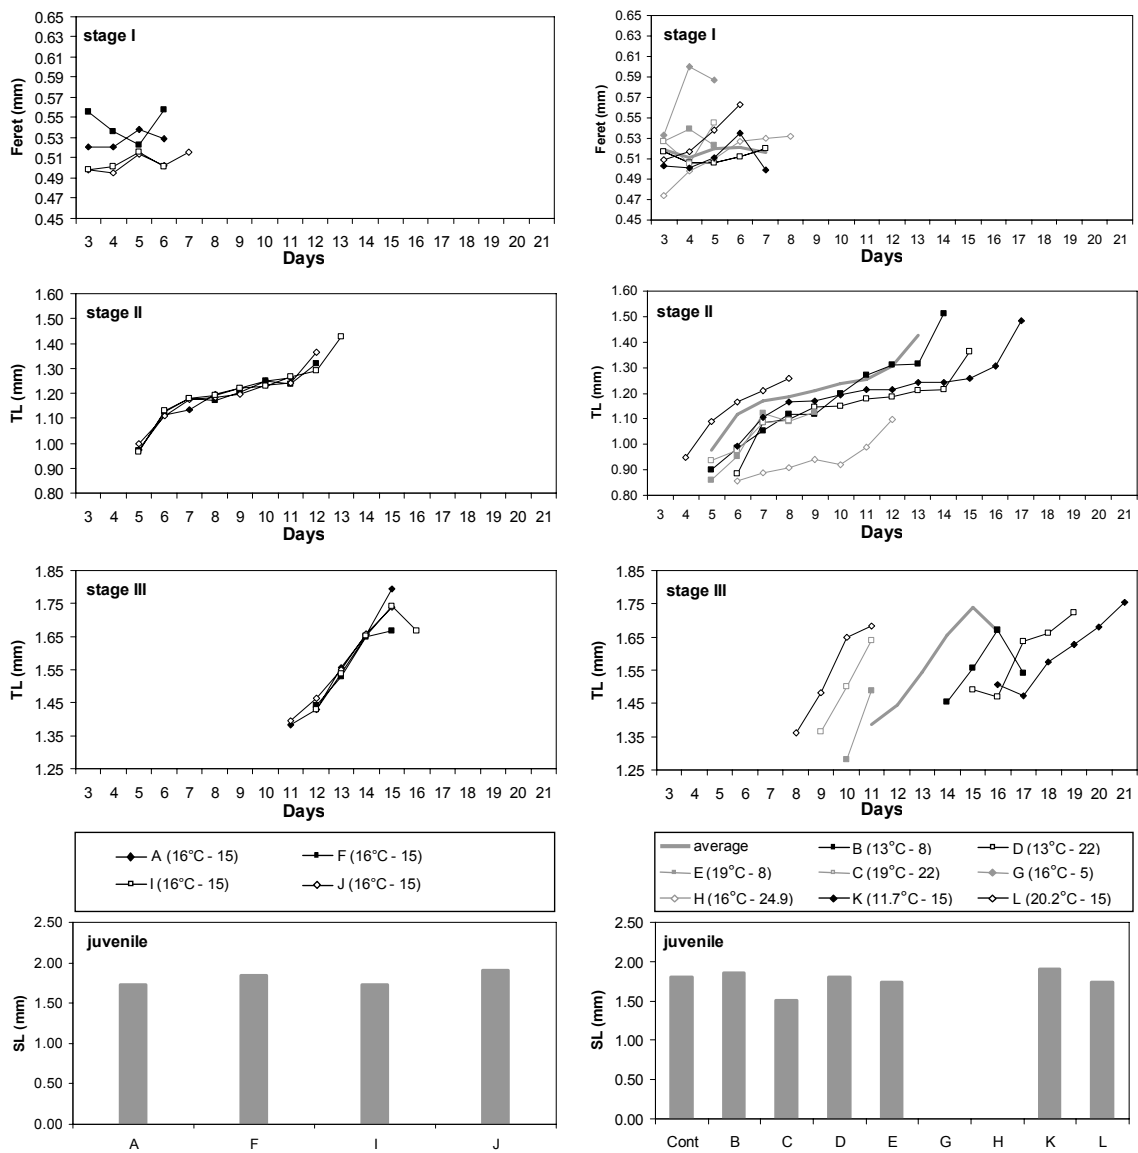 stage I
0.65
0.63
0.61
0.59
0.57
0.55
0.53
0.51
0.49
0.47
0.45
Feret (mm)
3 4 5 6 7 8 9 10 11 12 13 14 15 16 17 18 19 20 21
Days
stage I
0.65
0.63
0.61
0.59
0.57
0.55
0.53
0.51
0.49
0.47
0.45
Feret (mm)
3 4 5 6 7 8 9 10 11 12 13 14 15 16 17 18 19 20 21
Days
stage II
1.60
1.50
1.40
1.30
1.20
1.10
1.00
0.90
0.80
TL (mm)
3 4 5 6 7 8 9 10 11 12 13 14 15 16 17 18 19 20 21
Days
stage II
1.60
1.50
1.40
1.30
1.20
1.10
1.00
0.90
0.80
TL (mm)
3 4 5 6 7 8 9 10 11 12 13 14 15 16 17 18 19 20 21
Days
stage III
1.85
1.75
1.65
1.55
1.45
1.35
1.25
TL (mm)
3 4 5 6 7 8 9 10 11 12 13 14 15 16 17 18 19 20 21
Days
stage III
1.85
1.75
1.65
1.55
1.45
1.35
1.25
TL (mm)
3 4 5 6 7 8 9 10 11 12 13 14 15 16 17 18 19 20 21
Days
A (16°C - 15) F (16°C - 15)
I (16°C - 15) J (16°C - 15)
average B (13°C - 8) D (13°C - 22)
E (19°C - 8) C (19°C - 22) G (16°C - 5)
H (16°C - 24.9) K (11.7°C - 15) L (20.2°C - 15)
juvenile
2.50
2.00
1.50
1.00
0.50
0.00
SL (mm)
A F I J
juvenile
2.50
2.00
1.50
1.00
0.50
0.00
SL (mm)
Cont B C D E G H K L